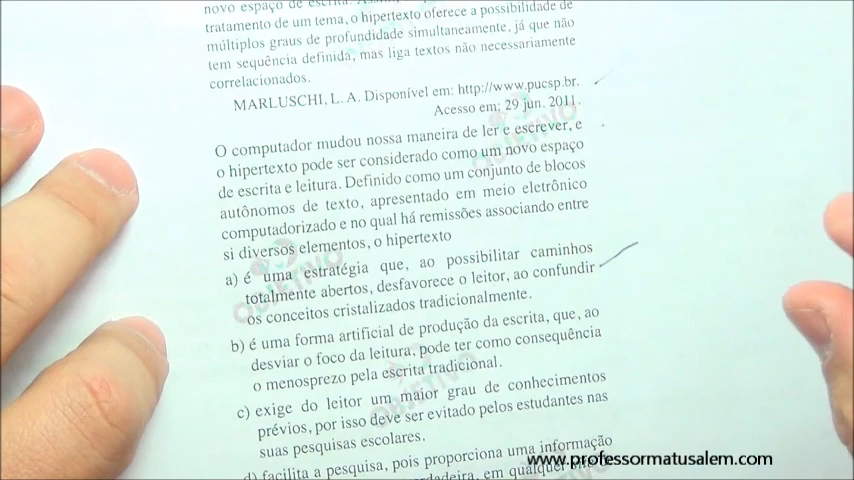 novo espaço de escrita. Assim,
tratamento de um tema, o hipertexto oferece a possibilidade de
múltiplos graus de profundidade simultaneamente, já que não
tem sequência definida, mas liga textos não necessariamente
correlacionados.
MARLUSCHI, L. A. Disponível em: http://www.pucsp.br.
Acesso em: 29 jun. 2011.
O computador mudou nossa maneira de ler e escrever, e
o hipertexto pode ser considerado como um novo espaço
de escrita e leitura. Definido como um conjunto de blocos
autônomos de texto, apresentado em meio eletrônico
computadorizado e no qual há remissões associando entre
si diversos elementos, o hipertexto
a) é uma estratégia que, ao possibilitar caminhos
totalmente abertos, desfavorece o leitor, ao confundir
os conceitos cristalizados tradicionalmente.
b) é uma forma artificial de produção da escrita, que, ao
desviar o foco da leitura, pode ter como consequência
o menosprezo pela escrita tradicional.
c) exige do leitor um maior grau de conhecimentos
prévios, por isso deve ser evitado pelos estudantes nas
suas pesquisas escolares.
d) facilita a pesquisa, pois proporciona uma informação
em qualquer
www.professormatusalem.com
OBJETIVO
OBJETIVO
OBJETIVO